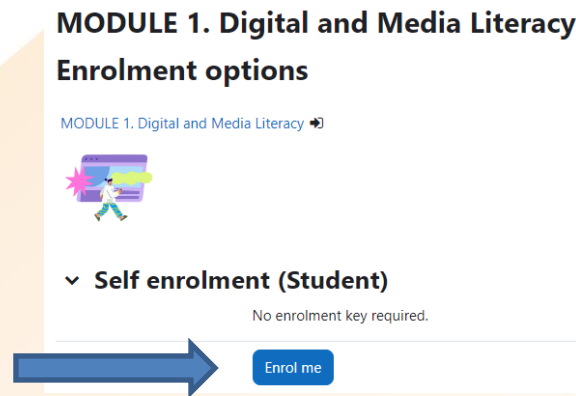 MODULE 1. Digital and Media Literacy
Enrolment options
MODULE 1. Digital and Media Literacy
Self enrolment (Student)
No enrolment key required.
Enrol me